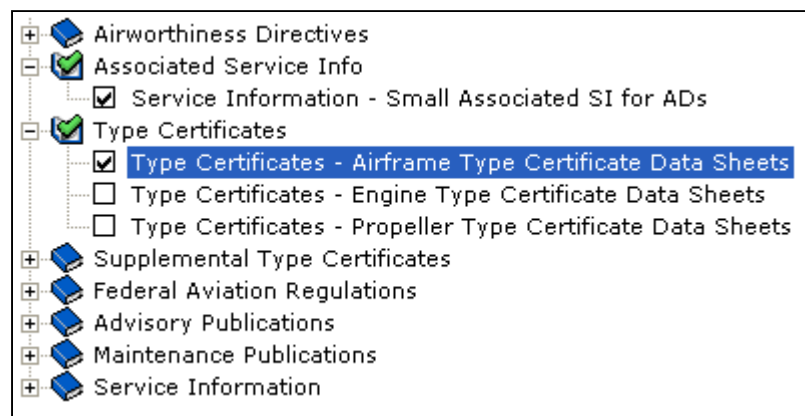 Airworthiness Directives
Associated Service Info
Service Information - Small Associated SI for ADs
Type Certificates
Type Certificates - Airframe Type Certificate Data Sheets
Type Certificates - Engine Type Certificate Data Sheets
Type Certificates - Propeller Type Certificate Data Sheets
Supplemental Type Certificates
Federal Aviation Regulations
Advisory Publications
Maintenance Publications
Service Information